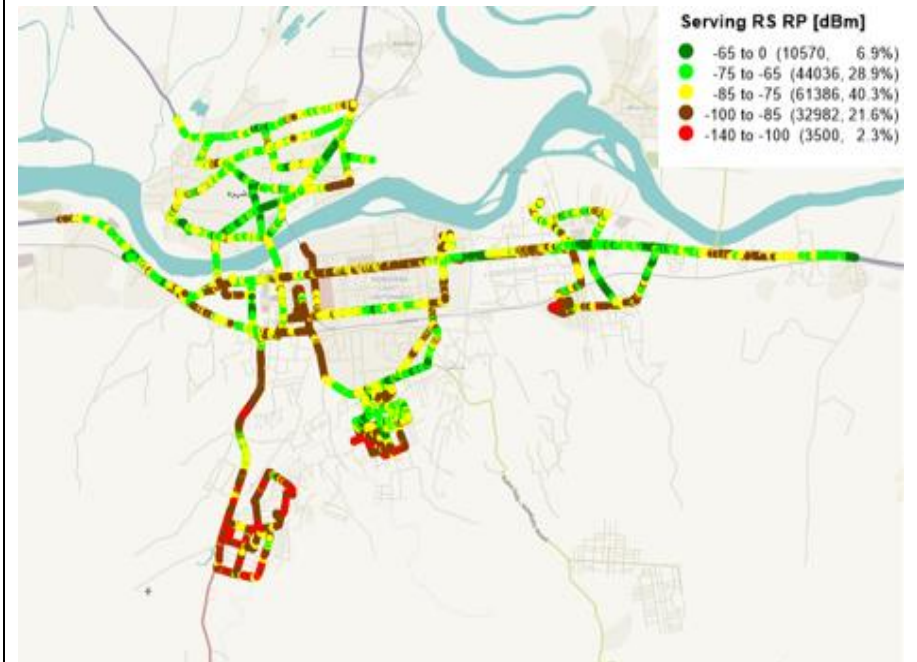 Serving RS RP [dBm]
-65 to 0 (10570, 6.9%)
-75 to -65 (44036, 28.9%)
-85 to -75 (61386, 40.3%)
-100 to -85 (32982, 21.6%)
-140 to -100 (3500, 2.3%)